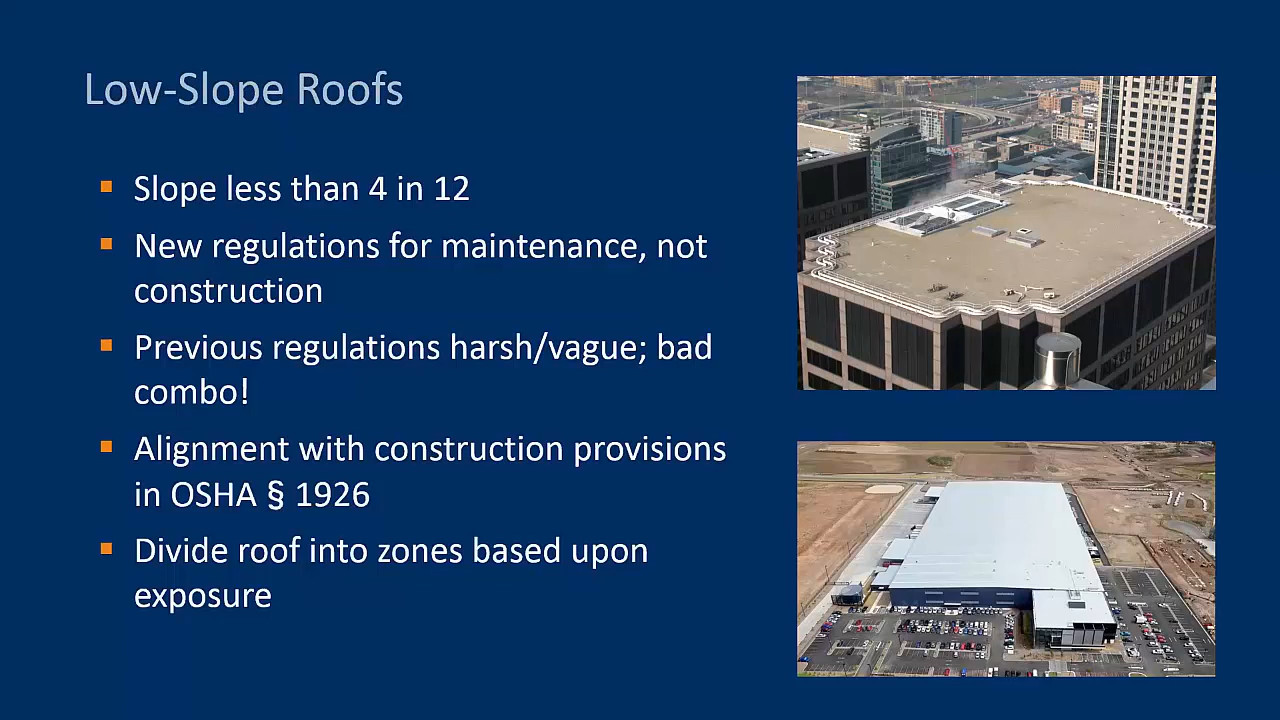 Low-Slope Roofs
Slope less than 4 in 12
New regulations for maintenance, not
construction
Previous regulations harsh/vague; bad
combo!
Alignment with construction provisions
in OSHA § 1926
Divide roof into zones based upon
exposure